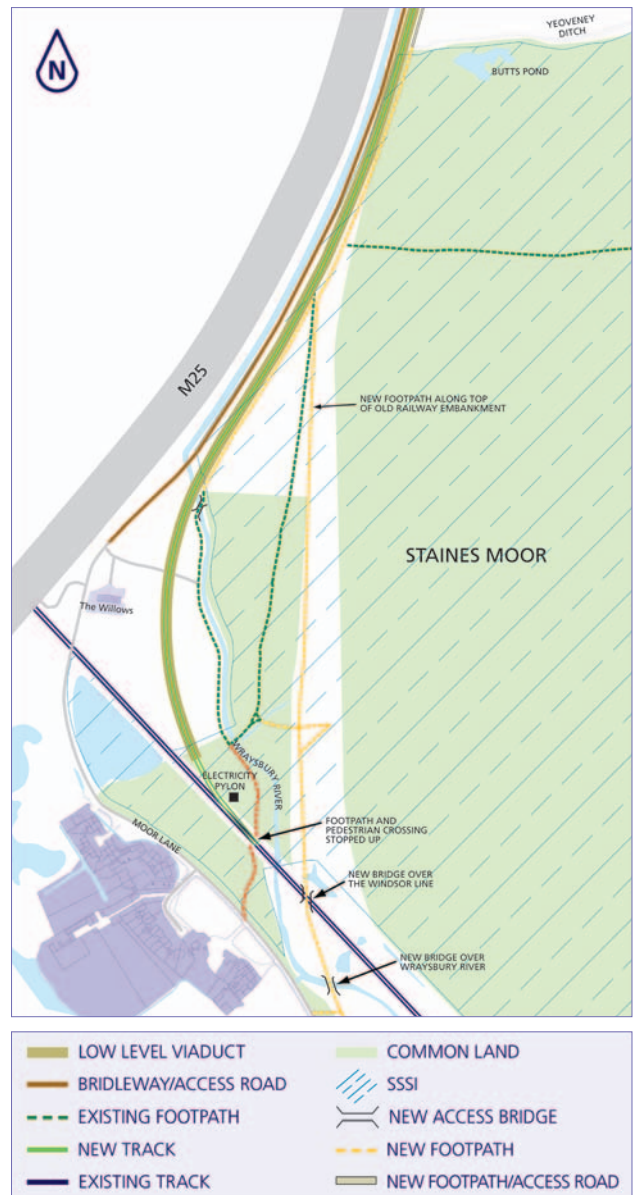 N
YEOVENEY
DITCH
BUTTS POND
M25
NEW FOOTPATH ALONG TOP
OF OLD RAILWAY EMBANKMENT
STAINES MOOR
The Willows
WRAYSBURY RIVER
ELECTRICITY
PYLON
MOOR LANE
FOOTPATH AND
PEDESTRIAN CROSSING
STOPPED UP
NEW BRIDGE OVER
THE WINDSOR LINE
NEW BRIDGE OVER
WRAYSBURY RIVER
LOW LEVEL VIADUCT
BRIDLEWAY/ACCESS ROAD
EXISTING FOOTPATH
NEW TRACK
EXISTING TRACK
COMMON LAND
SSSI
NEW ACCESS BRIDGE
NEW FOOTPATH
NEW FOOTPATH/ACCESS ROAD